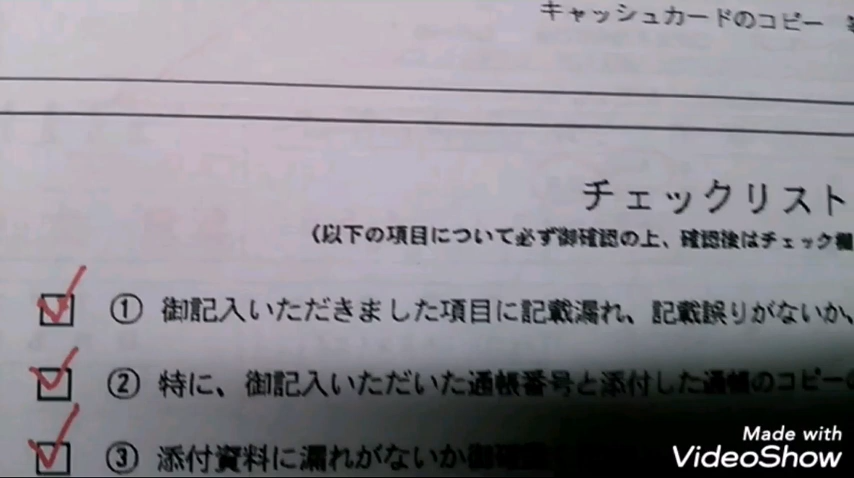 キャッシュカードのコピー
チェックリスト
(以下の項目について必ず御確認の上、確認後はチェック欄
① 御記入いただきました項目に記載漏れ、記載誤りがないか、
② 特に、御記入いただいた通帳番号と添付した通帳のコピーの
③ 添付資料に漏れがないか御確認
Made with
VideoShow